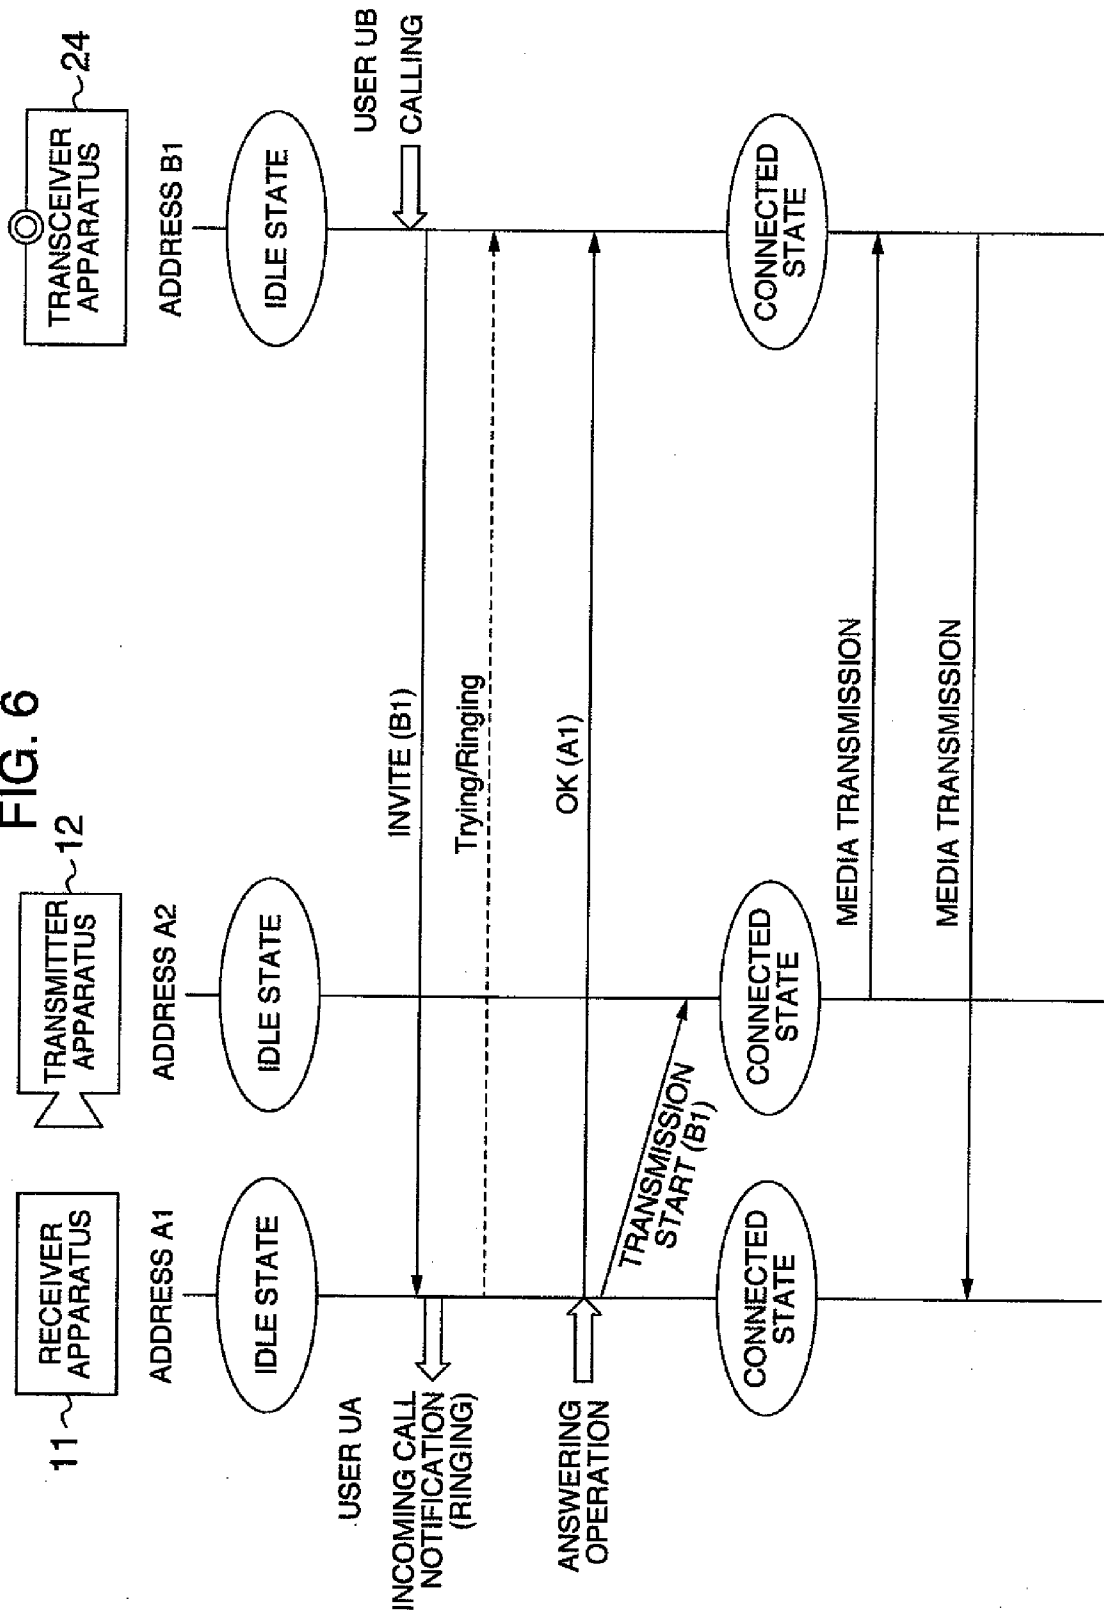 FIG. 6
11
RECEIVER
APPARATUS
TRANSMITTER
APPARATUS
12
TRANSCEIVER
APPARATUS
24
ADDRESS A1
ADDRESS A2
ADDRESS B1
IDLE STATE
IDLE STATE
IDLE STATE
USER UA
USER UB
INCOMING CALL
NOTIFICATION
(RINGING)
INVITE (B1)
CALLING
Trying/Ringing
ANSWERING
OPERATION
OK (A1)
TRANSMISSION
START (B1)
CONNECTED
STATE
CONNECTED
STATE
CONNECTED
STATE
MEDIA TRANSMISSION
MEDIA TRANSMISSION